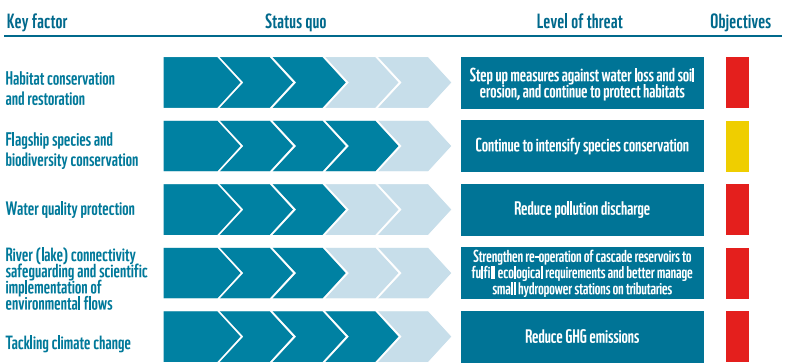 Key factor
Status quo
Level of threat
Objectives
Habitat conservation
and restoration
Step up measures against water loss and soil
erosion, and continue to protect habitats
Flagship species and
biodiversity conservation
Continue to intensify species conservation
Water quality protection
Reduce pollution discharge
River (lake) connectivity
safeguarding and scientific
implementation of
environmental flows
Strengthen re-operation of cascade reservoirs to
fulfill ecological requirements and better manage
small hydropower stations on tributaries
Tackling climate change
Reduce GHG emissions